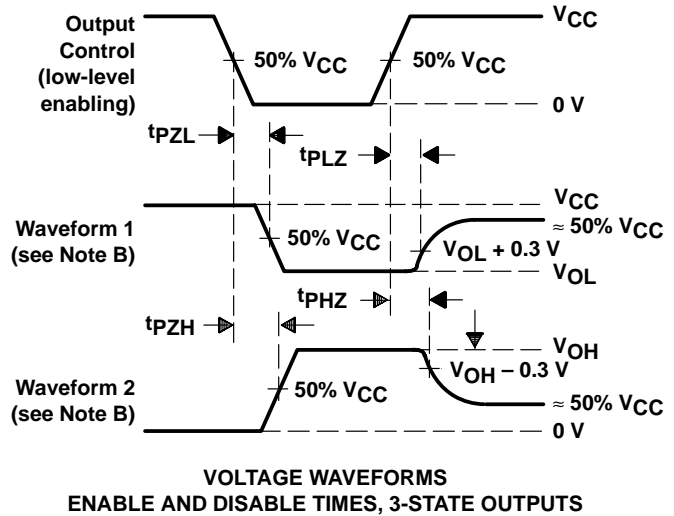 Output
Control
(low-level
enabling)
VCC
50% VCC
50% VCC
0 V
tPZL
tPLZ
VCC
≈ 50% VCC
Waveform 1
(see Note B)
50% VCC
VOL + 0.3 V
VOL
tPHZ
tPZH
VOH
VOH – 0.3 V
Waveform 2
(see Note B)
50% VCC
≈ 50% VCC
0 V
VOLTAGE WAVEFORMS
ENABLE AND DISABLE TIMES, 3-STATE OUTPUTS